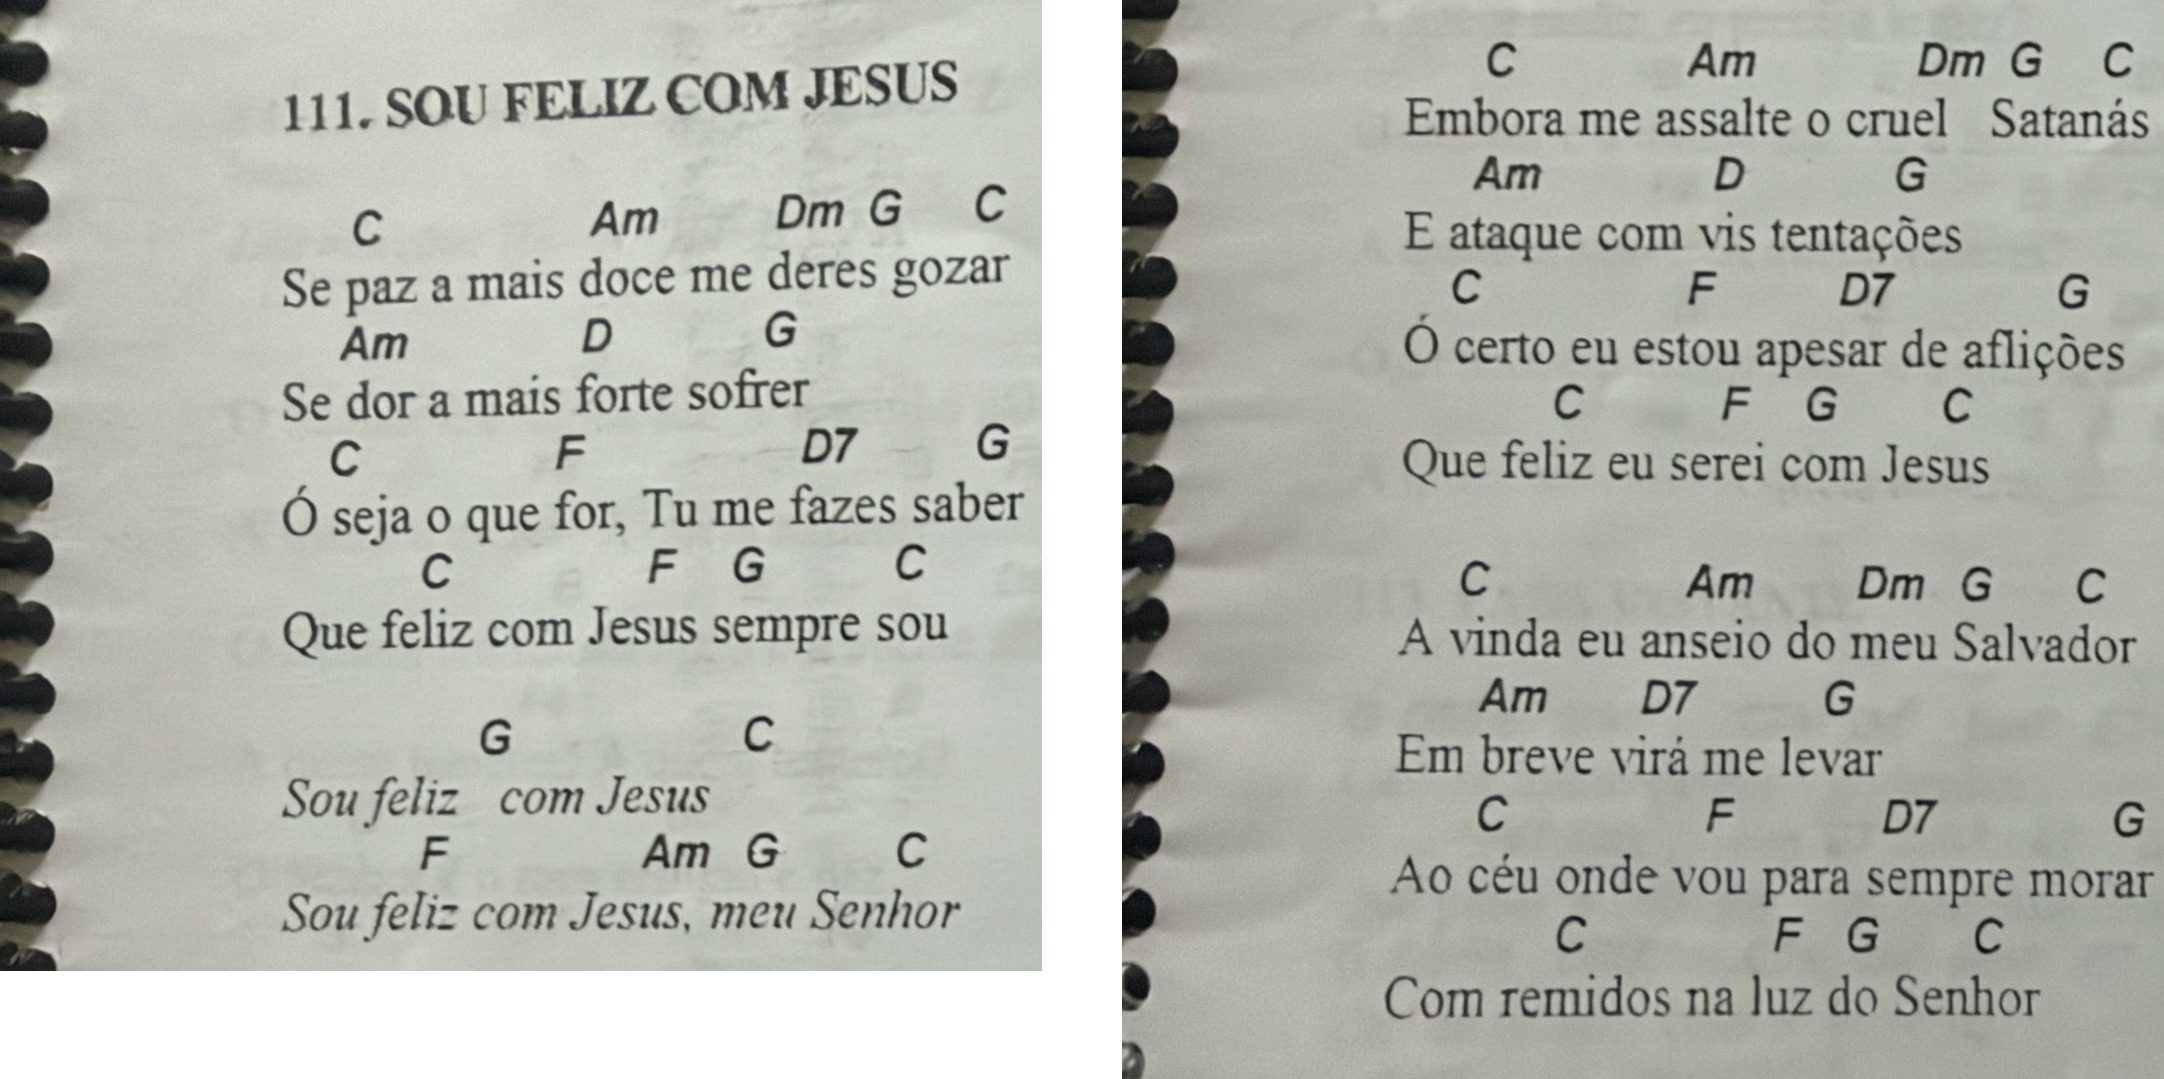 111. SOU FELIZ COM JESUS
C Am Dm G C
Se paz a mais doce me deres gozar
Am D G
Se dor a mais forte sofrer
C F D7 G
Ó seja o que for, Tu me fazes saber
C F G C
Que feliz com Jesus sempre sou
G C
Sou feliz com Jesus
F Am G C
Sou feliz com Jesus, meu Senhor
C Am Dm G C
Embora me assalte o cruel Satanás
Am D G
E ataque com vis tentações
C F D7 G
Ó certo eu estou apesar de aflições
C F G C
Que feliz eu serei com Jesus
C Am Dm G C
A vinda eu anseio do meu Salvador
Am D7 G
Em breve virá me levar
C F D7 G
Ao céu onde vou para sempre morar
C F G C
Com remidos na luz do Senhor